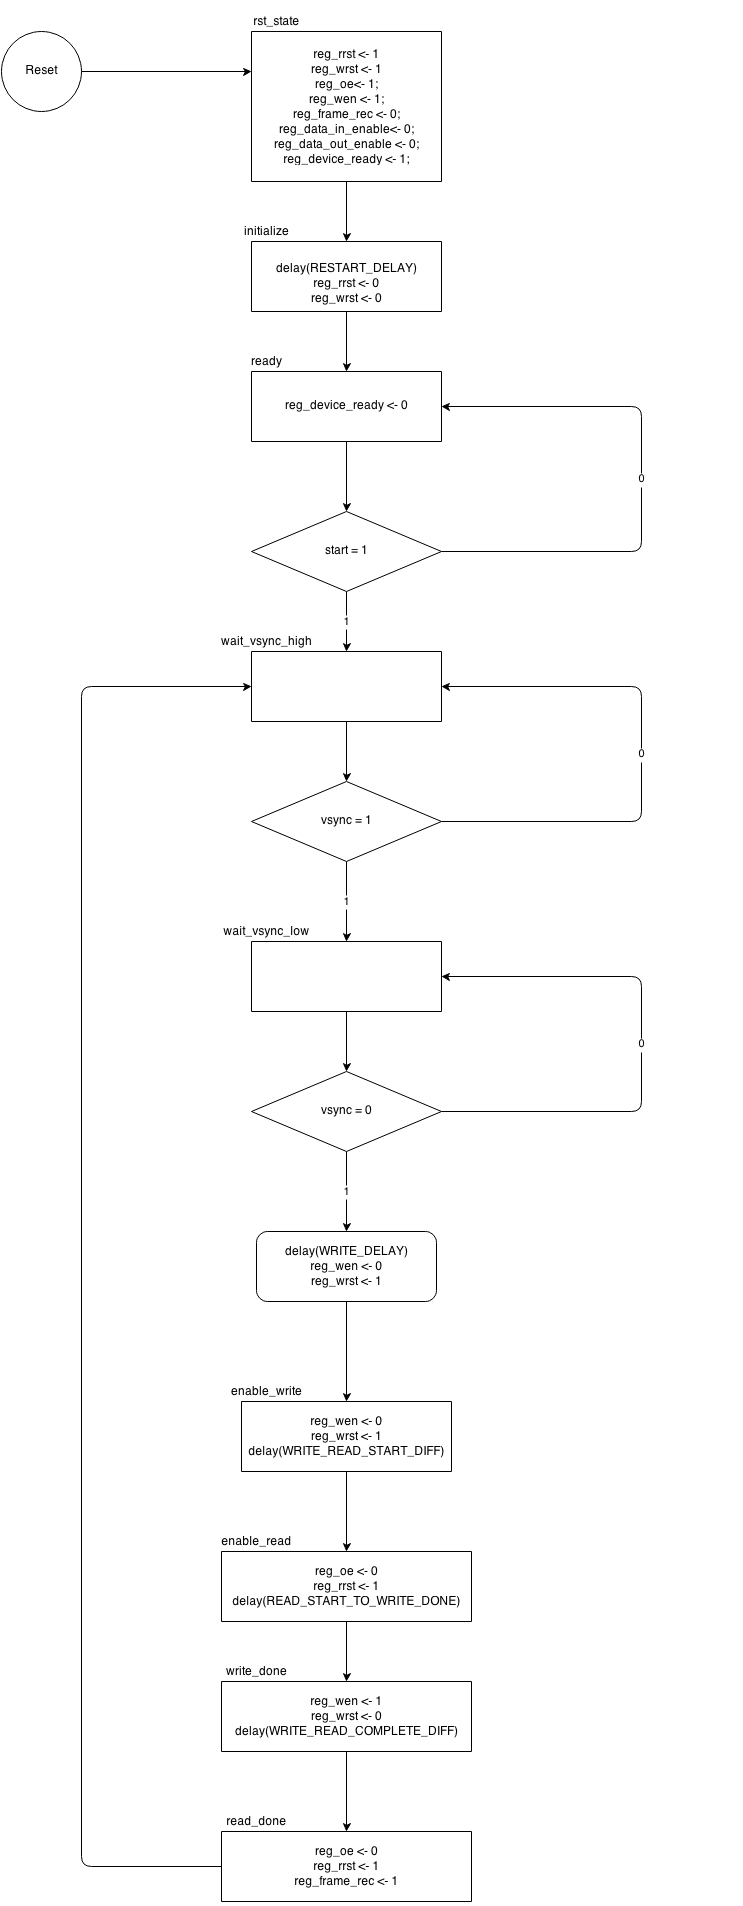 rst_state
Reset
reg_rrst <- 1
reg_wrst <- 1
reg_oe<- 1;
reg_wen <- 1;
reg_frame_rec <- 0;
reg_data_in_enable<- 0;
reg_data_out_enable <- 0;
reg_device_ready <- 1;
initialize
delay(RESTART_DELAY)
reg_rrst <- 0
reg_wrst <- 0
ready
reg_device_ready <- 0
0
start = 1
1
wait_vsync_high
0
vsync = 1
1
wait_vsync_low
0
vsync = 0
1
delay(WRITE_DELAY)
reg_wen <- 0
reg_wrst <- 1
enable_write
reg_wen <- 0
reg_wrst <- 1
delay(WRITE_READ_START_DIFF)
enable_read
reg_oe <- 0
reg_rrst <- 1
delay(READ_START_TO_WRITE_DONE)
write_done
reg_wen <- 1
reg_wrst <- 0
delay(WRITE_READ_COMPLETE_DIFF)
read_done
reg_oe <- 0
reg_rrst <- 1
reg_frame_rec <- 1